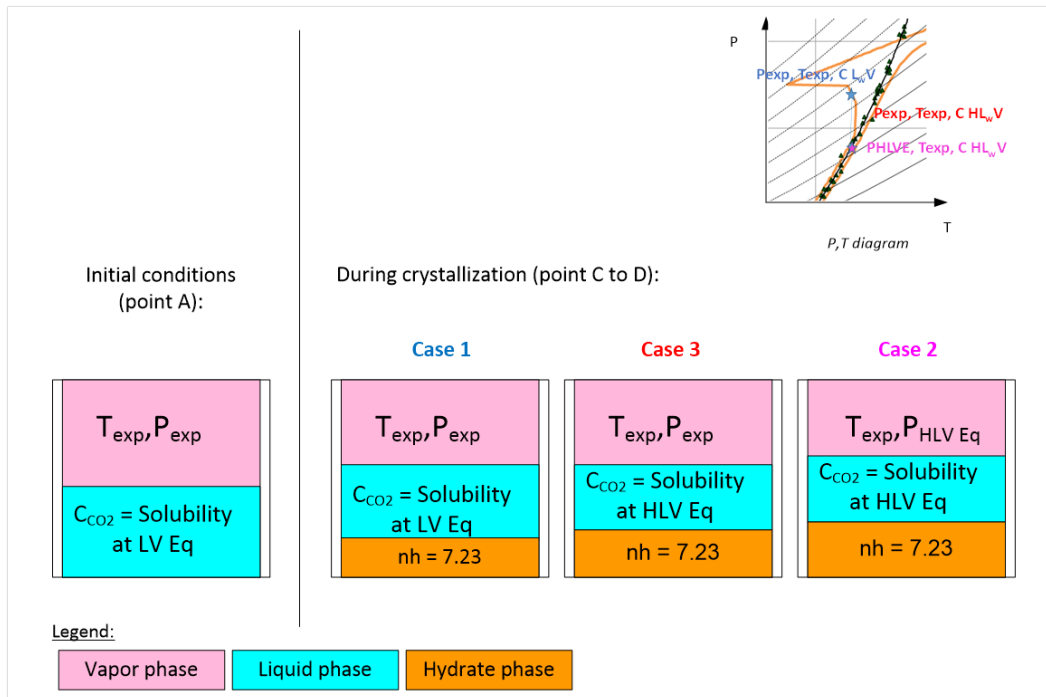 P
Pexp, Texp, C LwV
Pexp, Texp, C HLwV
PHLVE, Texp, C HLwV
T
P,T diagram
Initial conditions
(point A):
During crystallization (point C to D):
Case 1
Case 3
Case 2
Texp,Pexp
CCO2 = Solubility
at LV Eq
Texp,Pexp
CCO2 = Solubility
at LV Eq
nh = 7.23
Texp,Pexp
CCO2 = Solubility
at HLV Eq
nh = 7.23
Texp,PHLV Eq
CCO2 = Solubility
at HLV Eq
nh = 7.23
Legend:
Vapor phase
Liquid phase
Hydrate phase